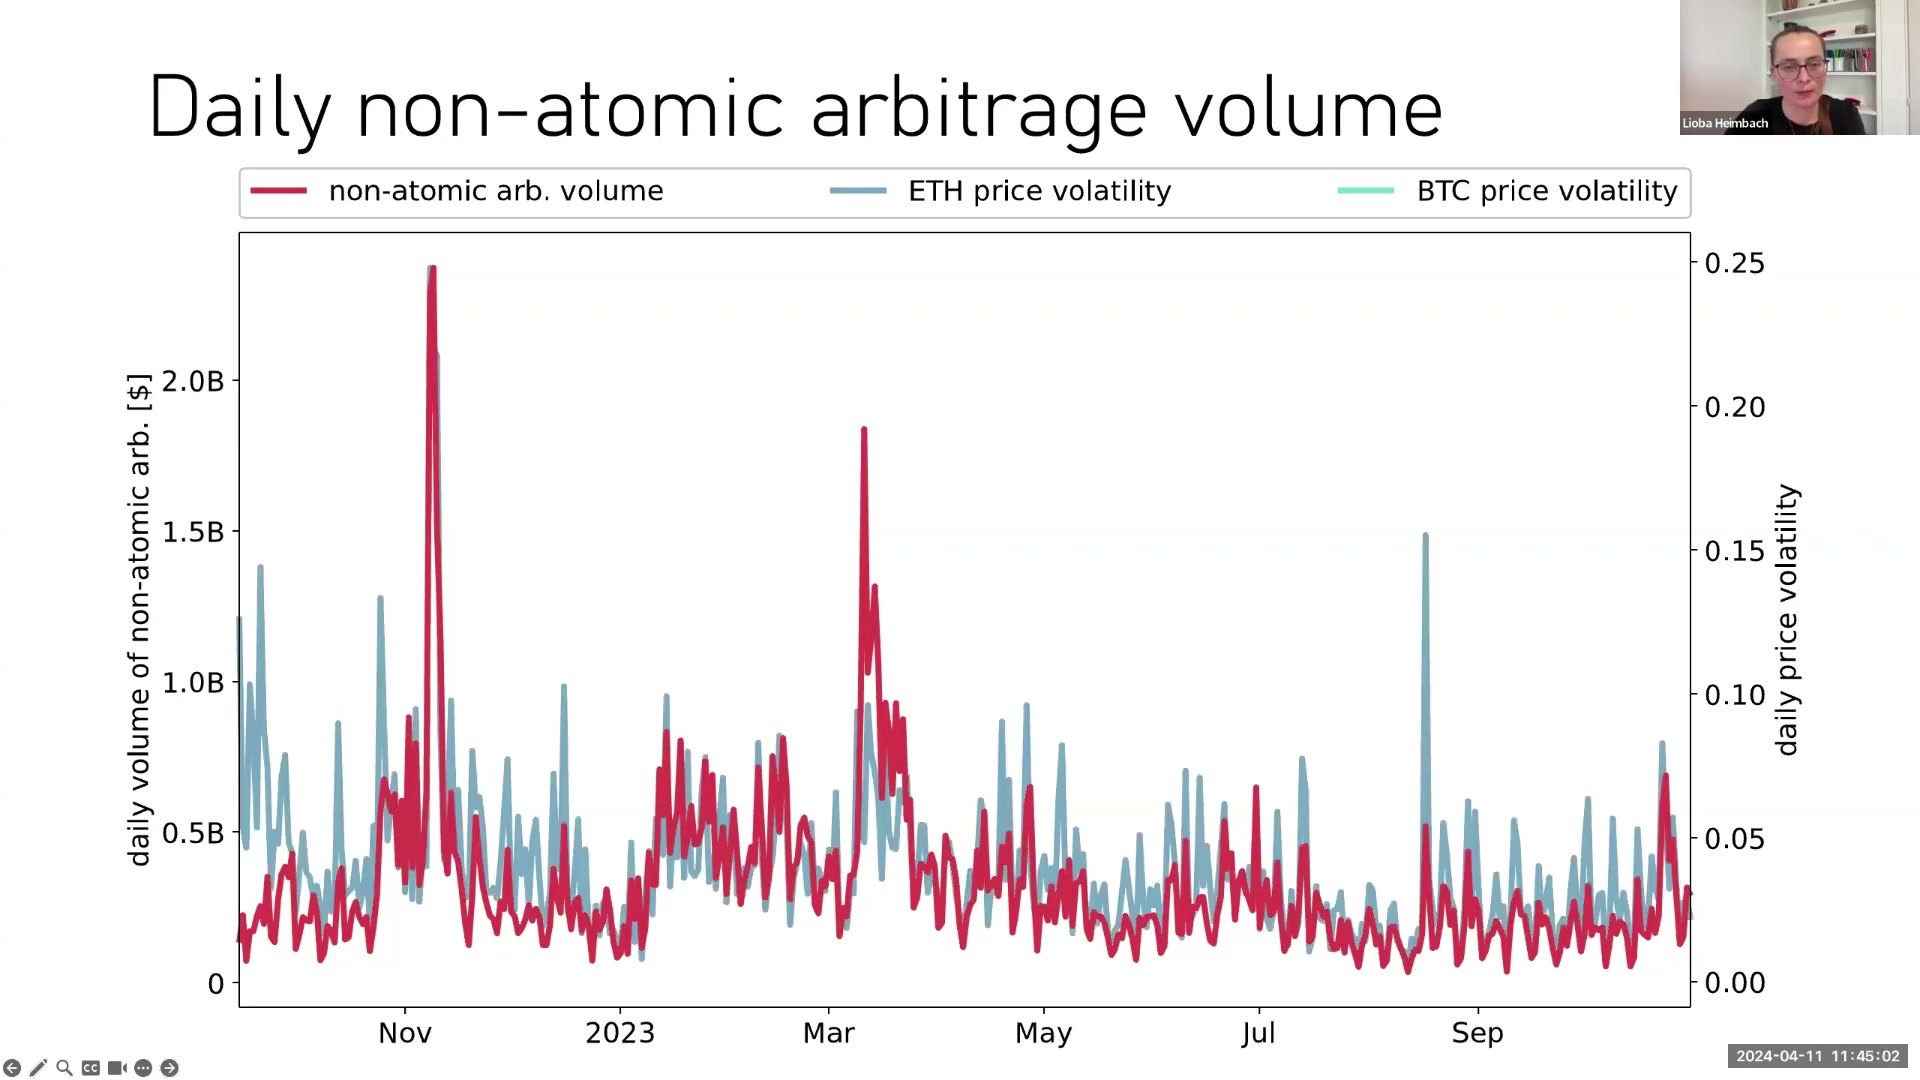 Daily non-atomic arbitrage volume
Lioba Heimbach
non-atomic arb. volume
ETH price volatility
BTC price volatility
daily volume of non-atomic arb. [$]
2.0B
1.5B
1.0B
0.5B
0
0.25
0.20
0.15
0.10
0.05
0.00
daily price volatility
Nov
2023
Mar
May
Jul
Sep
CC
2024-04-11 11:45:02